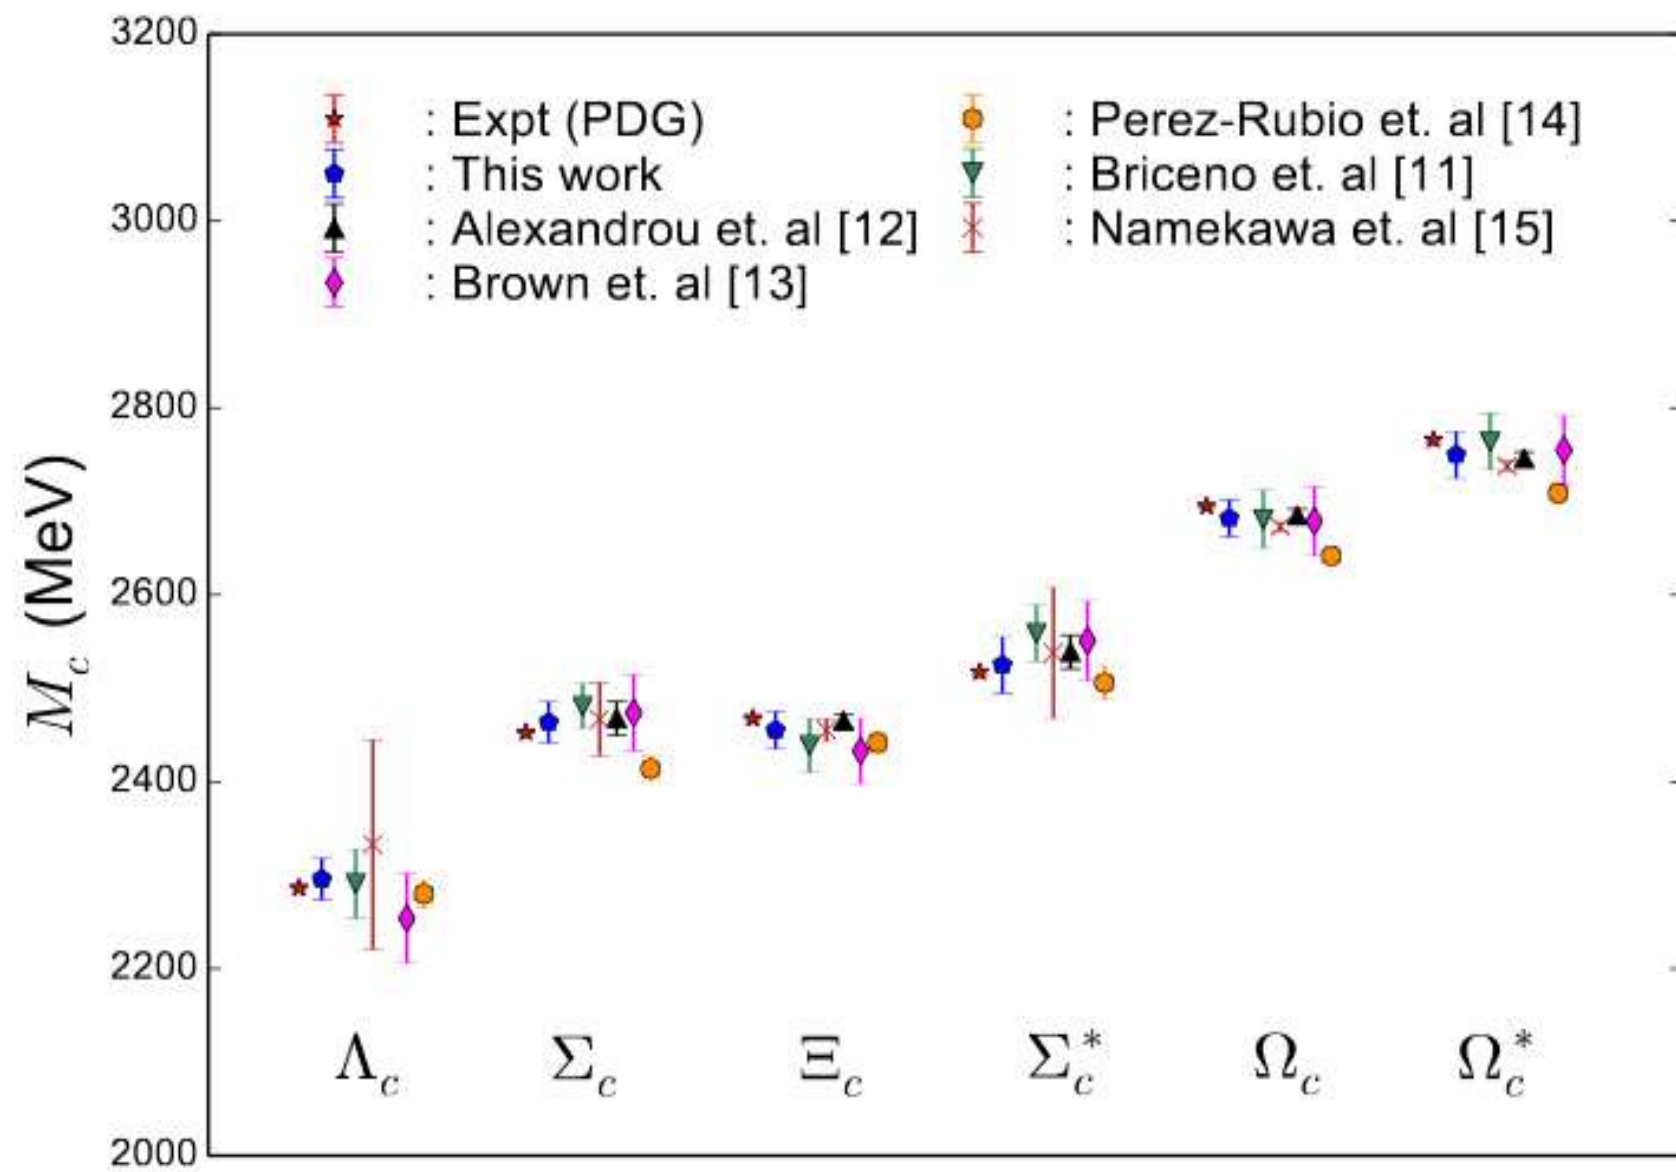 3200
: Expt (PDG)
: This work
: Alexandrou et. al [12]
: Brown et. al [13]
: Perez-Rubio et. al [14]
: Briceno et. al [11]
: Namekawa et. al [15]
3000
2800
2600
2400
2200
2000
M_c (MeV)
Λ_c Σ_c Ξ_c Σ_c^* Ω_c Ω_c^*